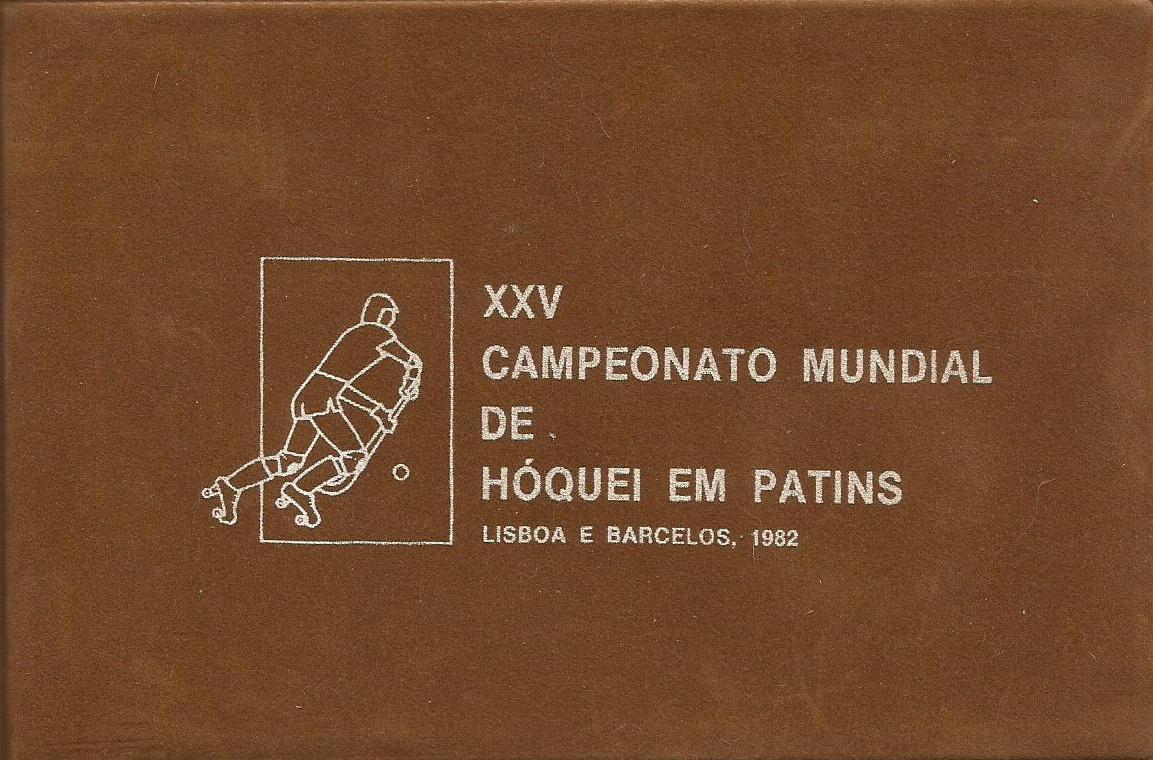 XXV
CAMPEONATO MUNDIAL
DE
HÓQUEI EM PATINS
LISBOA E BARCELOS, 1982